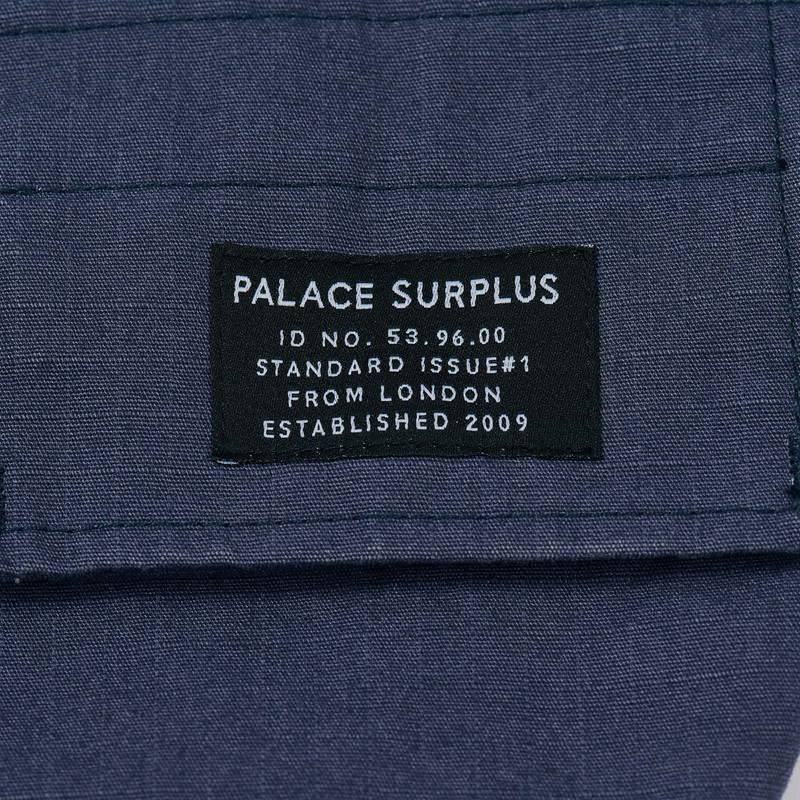 PALACE SURPLUS
ID NO. 53.96.00
STANDARD ISSUE#1
FROM LONDON
ESTABLISHED 2009